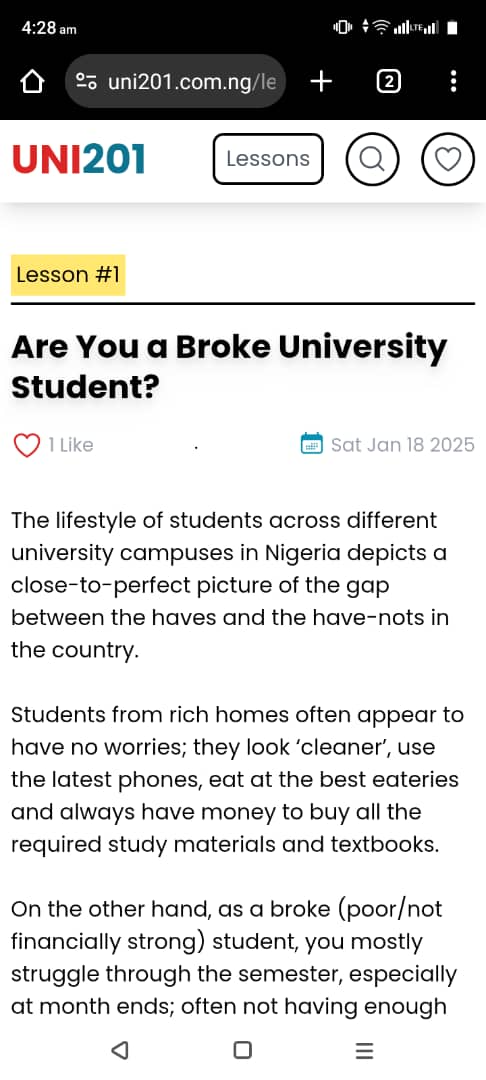 4:28 am
LTE
uni201.com.ng/le
2
UNI201
Lessons
Lesson #1
Are You a Broke University
Student?
1 Like
Sat Jan 18 2025
The lifestyle of students across different
university campuses in Nigeria depicts a
close-to-perfect picture of the gap
between the haves and the have-nots in
the country.
Students from rich homes often appear to
have no worries; they look ‘cleaner’, use
the latest phones, eat at the best eateries
and always have money to buy all the
required study materials and textbooks.
On the other hand, as a broke (poor/not
financially strong) student, you mostly
struggle through the semester, especially
at month ends; often not having enough